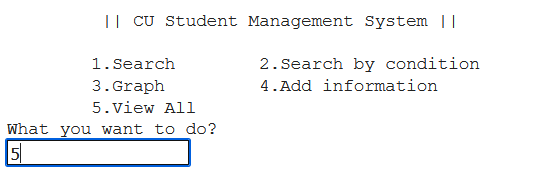 || CU Student Management System ||
1.Search 2.Search by condition
3.Graph 4.Add information
5.View All
What you want to do?
5